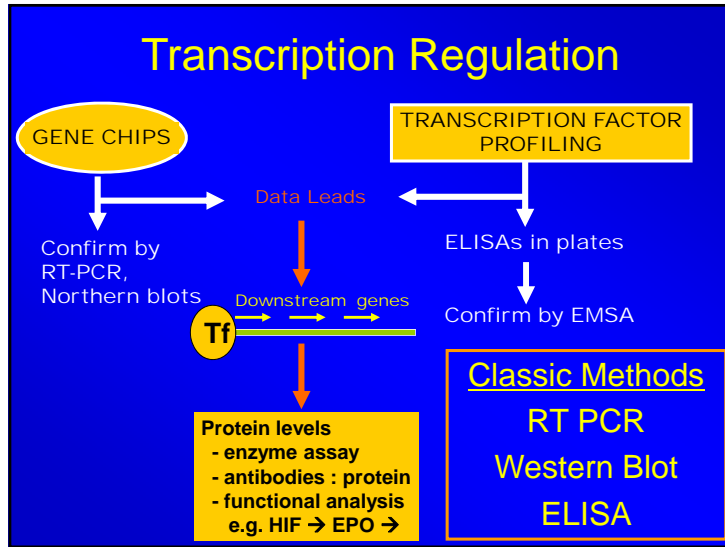 Transcription Regulation
GENE CHIPS
TRANSCRIPTION FACTOR
PROFILING
Data Leads
Confirm by
RT-PCR,
Northern blots
ELISAs in plates
Confirm by EMSA
Downstream genes
Tf
Protein levels
- enzyme assay
- antibodies : protein
- functional analysis
e.g. HIF → EPO →
Classic Methods
RT PCR
Western Blot
ELISA